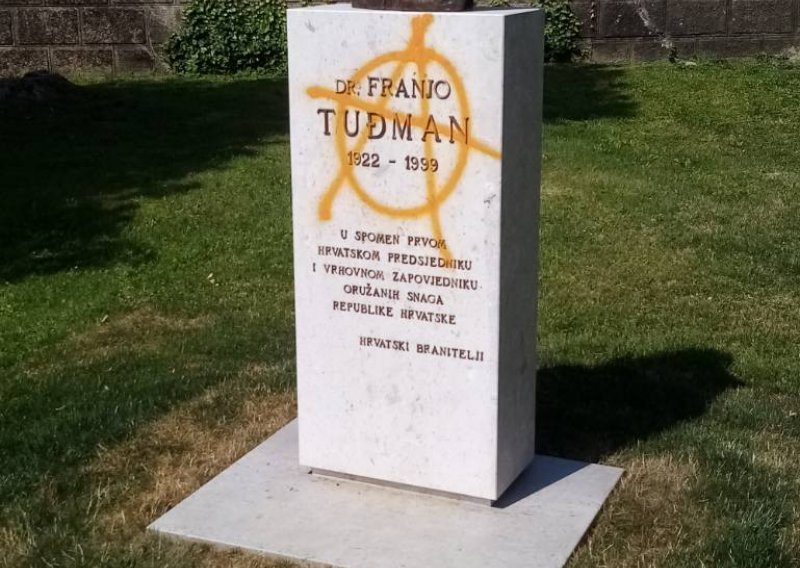 DR. FRANJO
TUĐMAN
1922 - 1999
U SPOMEN PRVOM
HRVATSKOM PREDSJEDNIKU
I VRHOVNOM ZAPOVJEDNIKU
ORUŽANIH SNAGA
REPUBLIKE HRVATSKE
HRVATSKI BRANITELJI